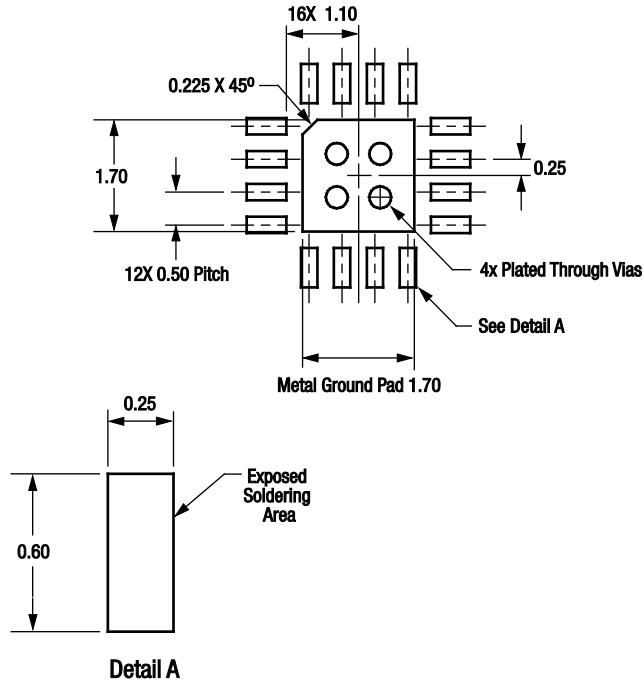 16X 1.10
0.225 X 45º
1.70
0.25
12X 0.50 Pitch
4x Plated Through Vias
See Detail A
Metal Ground Pad 1.70
0.25
Exposed
Soldering
Area
0.60
Detail A